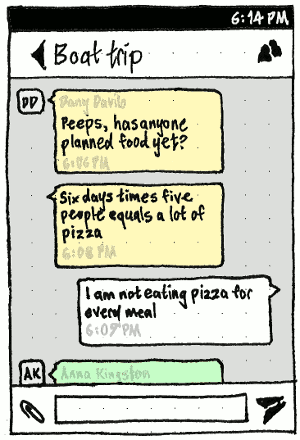 6:14 PM
Boat trip
DD
Dany Davilo
Peeps, has anyone
planned food yet?
6:06 PM
Six days times five
people equals a lot of
pizza
6:08 PM
I am not eating pizza for
every meal
6:09 PM
AK
Anna Kingston